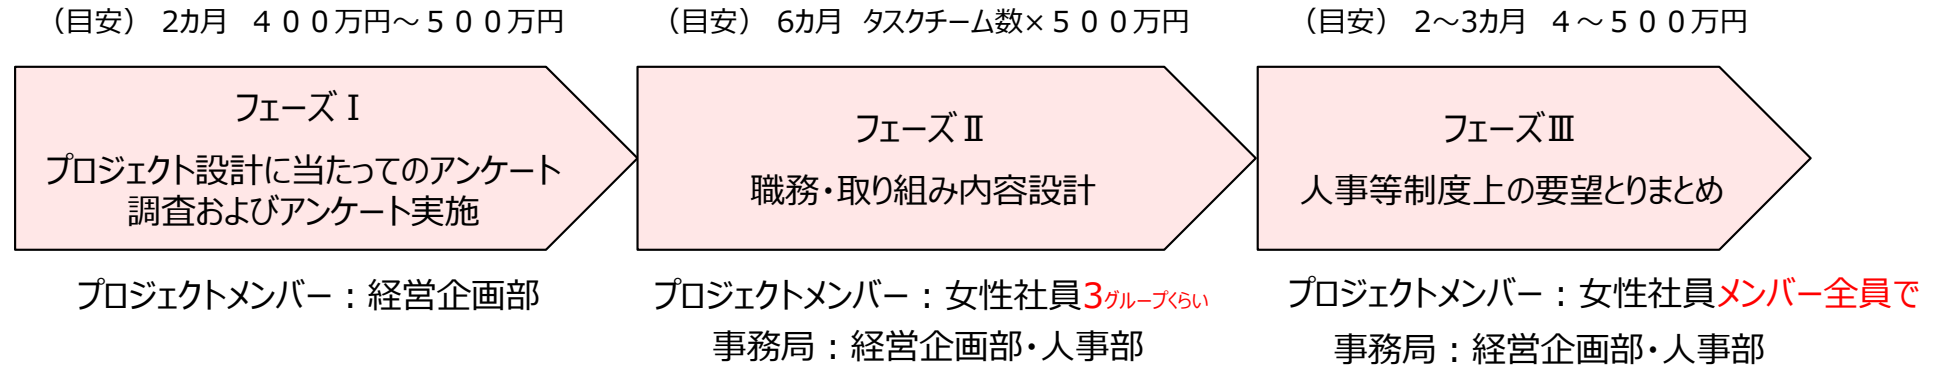 （目安） 2カ月 ４００万円～５００万円
（目安） 6カ月 タスクチーム数×５００万円
（目安） 2～3カ月 ４～５００万円
フェーズⅠ
プロジェクト設計に当たってのアンケート
調査およびアンケート実施
フェーズⅡ
職務・取り組み内容設計
フェーズⅢ
人事等制度上の要望とりまとめ
プロジェクトメンバー：経営企画部
プロジェクトメンバー：女性社員3グループくらい
事務局：経営企画部・人事部
プロジェクトメンバー：女性社員メンバー全員で
事務局：経営企画部・人事部